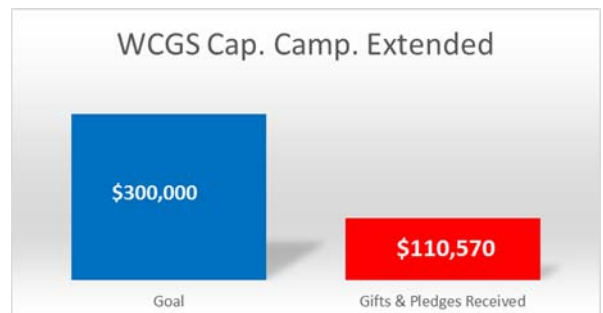 WCGS Cap. Camp. Extended
$300,000
$110,570
Goal
Gifts & Pledges Received